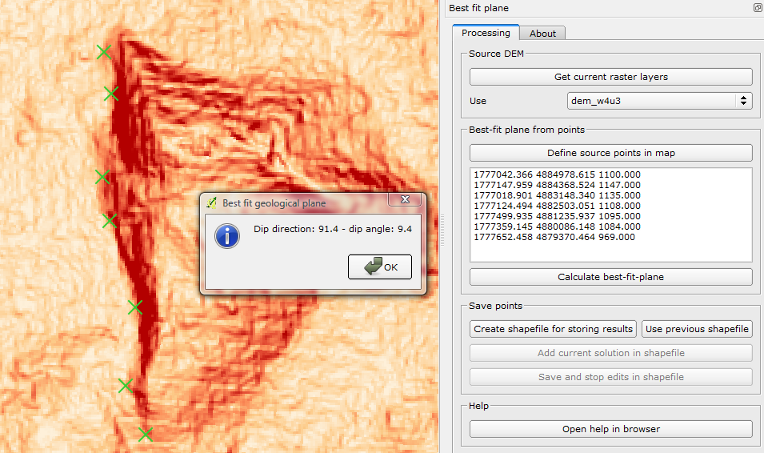 Best fit plane
Processing
About
Source DEM
Get current raster layers
Use
dem_w4u3
Best-fit plane from points
Define source points in map
1777042.366 4884978.615 1100.000
1777147.959 4884368.524 1147.000
1777018.901 4883148.340 1135.000
1777124.494 4882503.051 1108.000
1777499.935 4881235.937 1095.000
1777359.145 4880086.148 1084.000
1777652.458 4879370.464 969.000
Calculate best-fit-plane
Save points
Create shapefile for storing results
Use previous shapefile
Add current solution in shapefile
Save and stop edits in shapefile
Help
Open help in browser
Best fit geological plane
Dip direction: 91.4 - dip angle: 9.4
OK